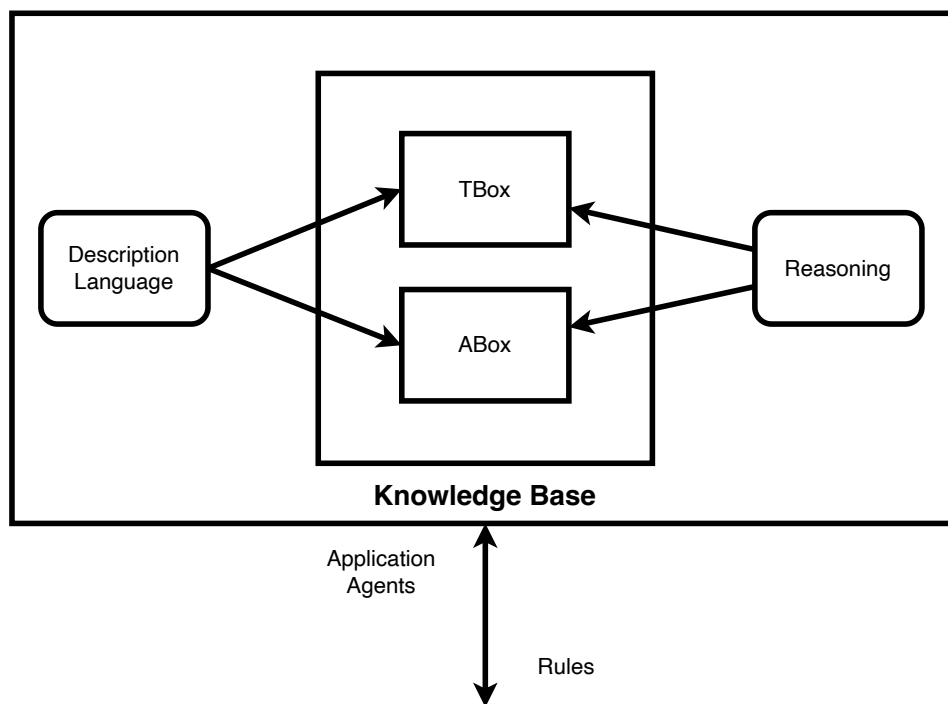 TBox
Description
Language
Reasoning
ABox
Knowledge Base
Application
Agents
Rules